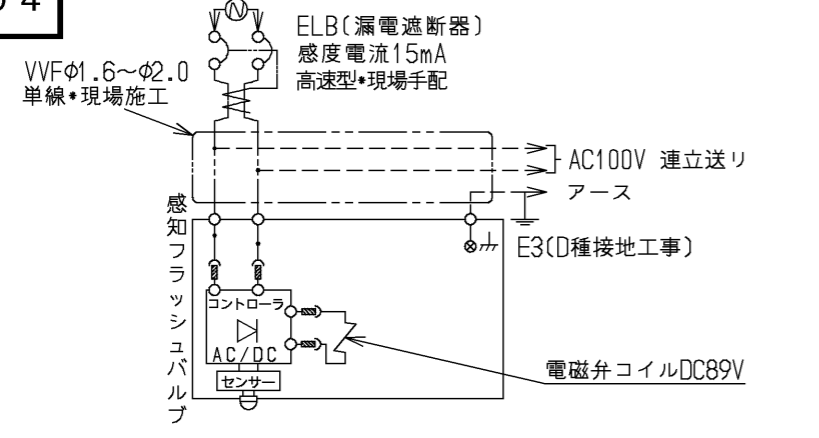 04
N
ELB(漏電遮断器)
感度電流15mA
高速型•現場手配
VVFφ1.6～φ2.0
単線•現場施工
AC100V 連立送り
アース
E3(D種接地工事)
感知フラッシュバルブ
コントローラ
AC/DC
センサー
電磁弁コイルDC89V